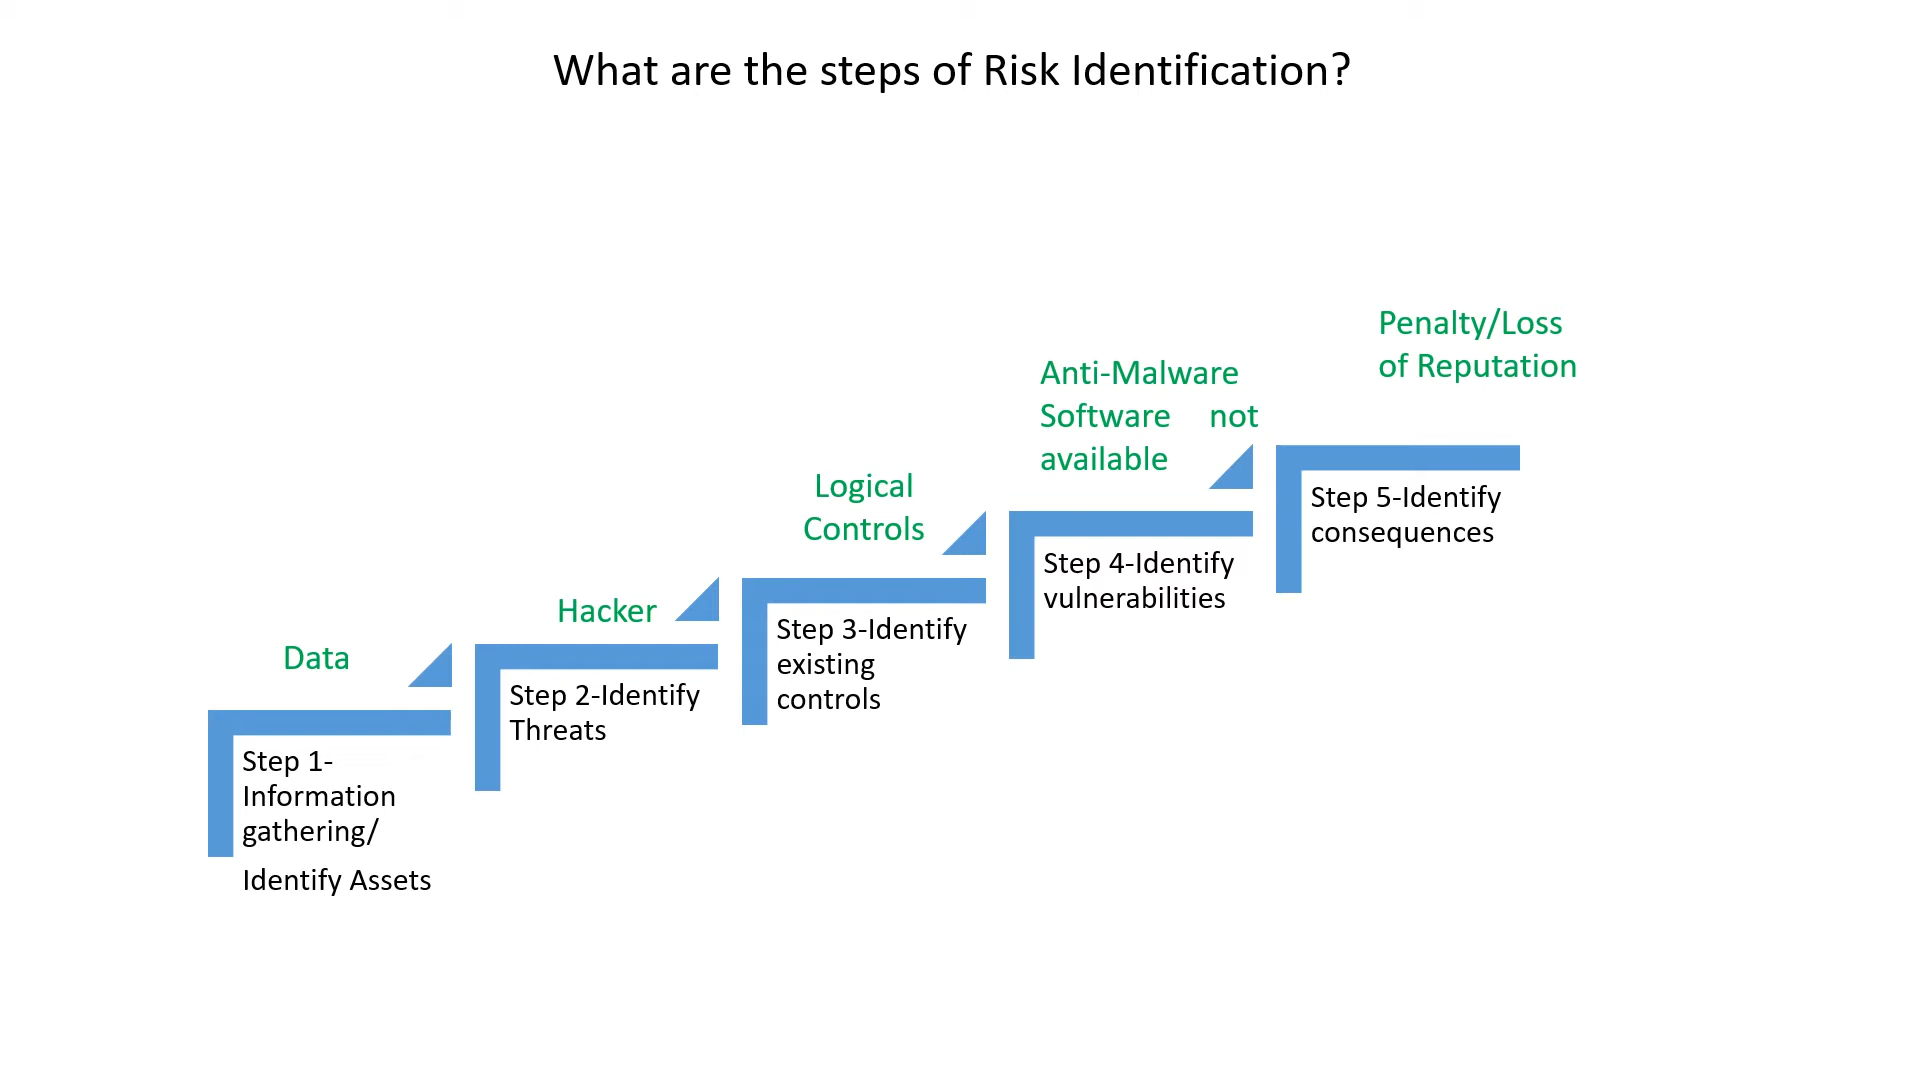 What are the steps of Risk Identification?
Data
Step 1-
Information
gathering/
Identify Assets
Hacker
Step 2-Identify
Threats
Logical
Controls
Step 3-Identify
existing
controls
Anti-Malware
Software not
available
Step 4-Identify
vulnerabilities
Penalty/Loss
of Reputation
Step 5-Identify
consequences